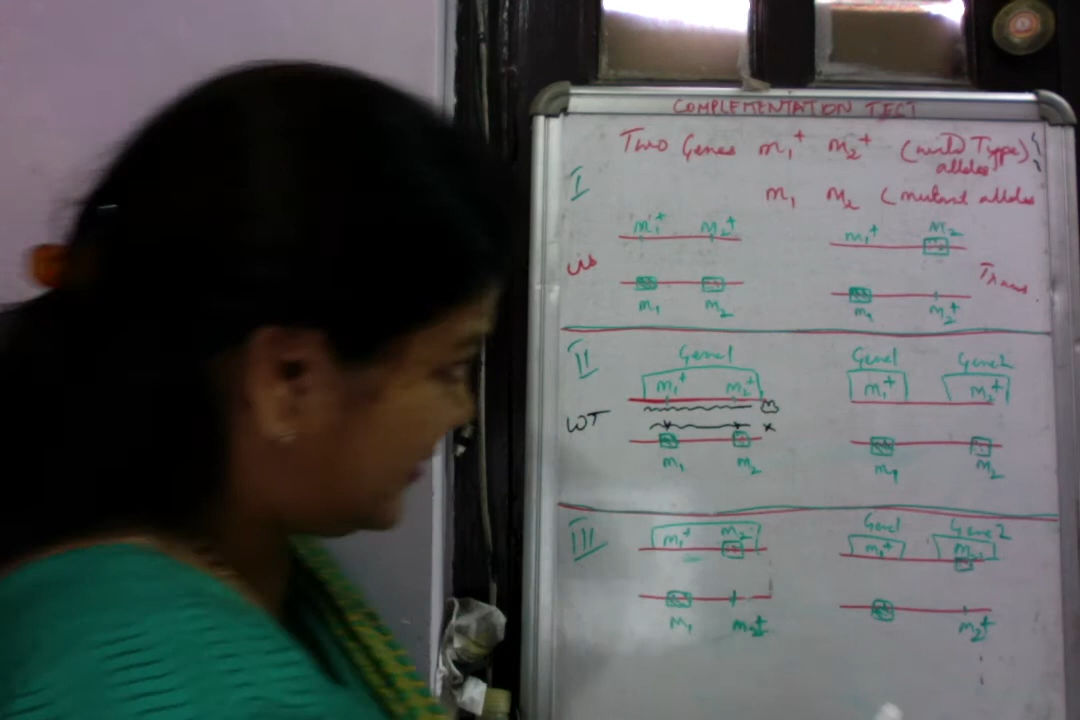 COMPLEMENTATION TEST
Two Genes m₁⁺ m₂⁺ (wild Type)
alleles
I
m₁ m₂ (mutant alleles
m₁⁺ m₂⁺ m₁⁺ m₂
cis Trans.
m₁ m₂ m₁ m₂⁺
II Gene1 Gene1 Gene2
m₁⁺ m₂⁺ m₁⁺ m₂⁺
WT x
m₁ m₂ m₁ m₂
III Gene1 Gene2
m₁⁺ m₂ m₁⁺ m₂
m₁ m₂⁺ m₂⁺